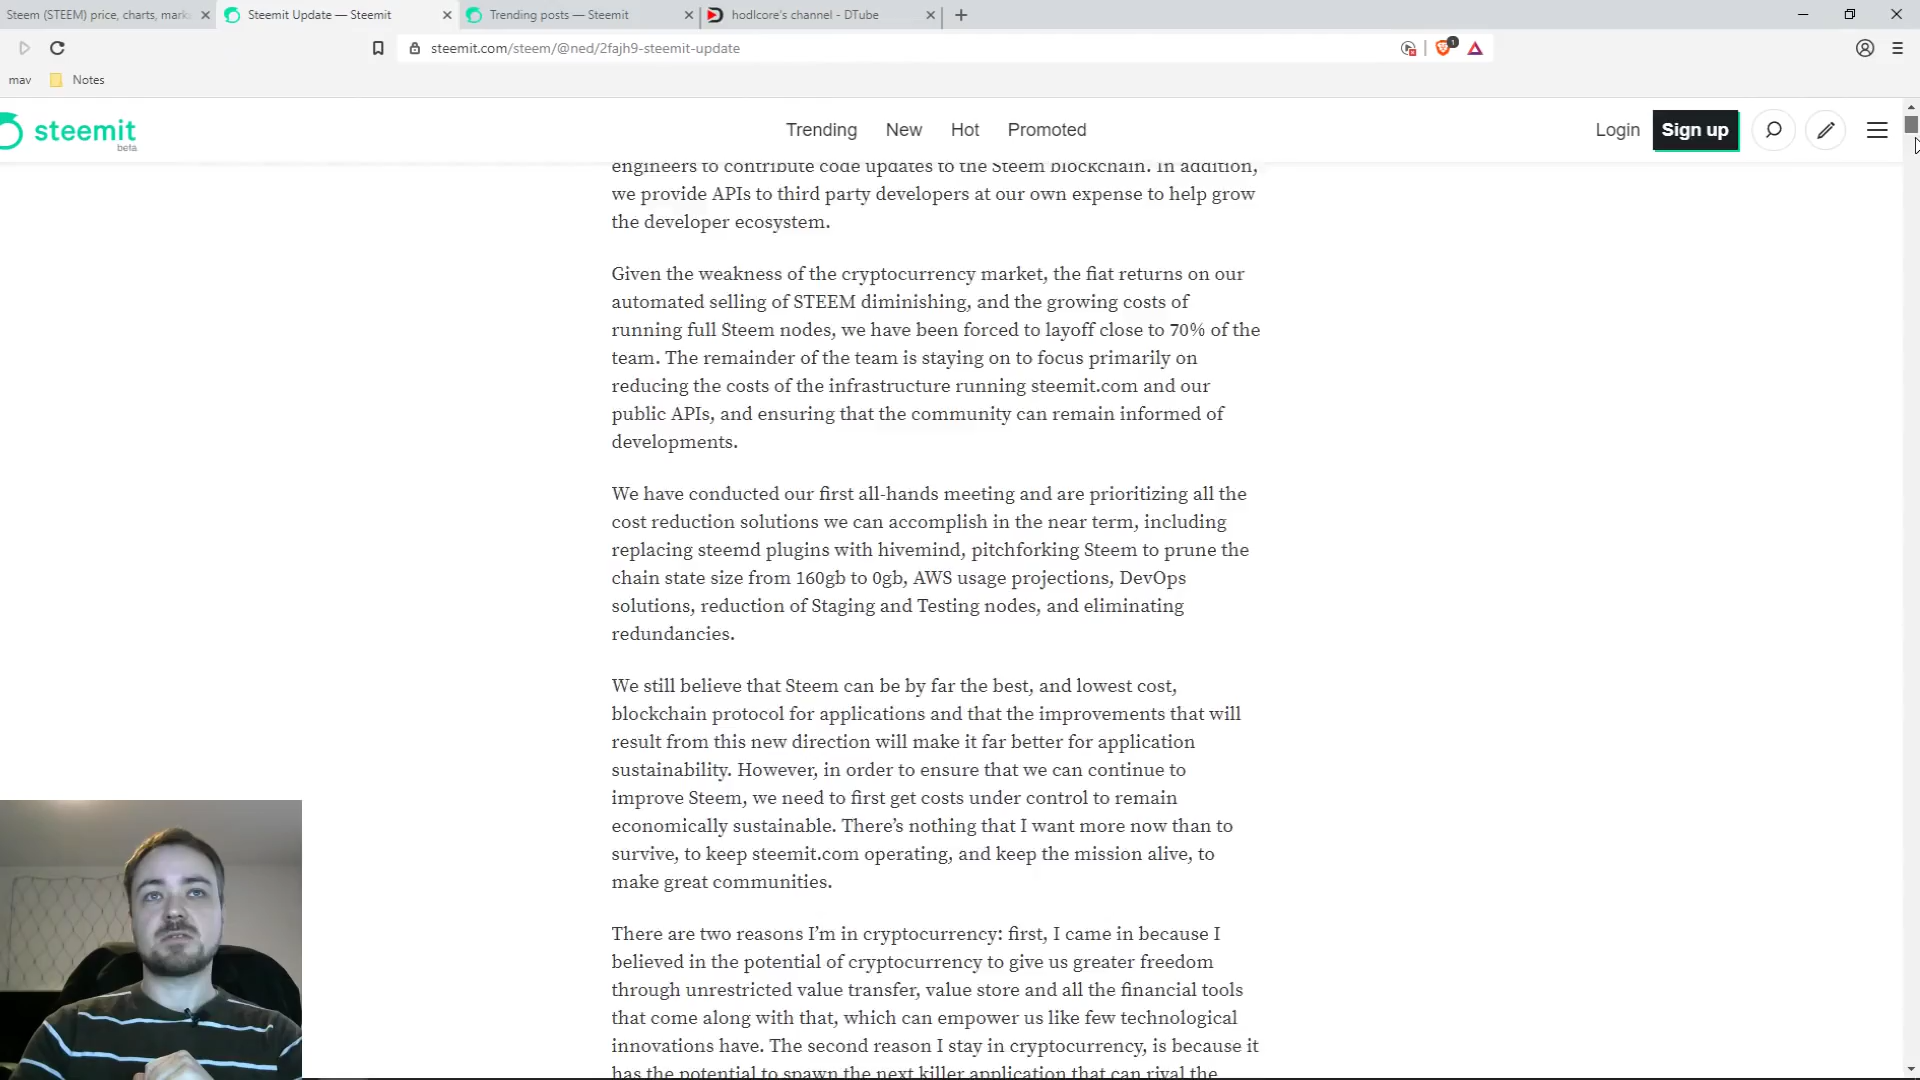 Steem (STEEM) price, charts, mark
Steemit Update — Steemit
Trending posts — Steemit
hodlcore's channel - DTube
steemit.com/steem/@ned/2fajh9-steemit-update
1
mav
Notes
steemit
beta
Trending
New
Hot
Promoted
Login
Sign up
engineers to contribute code updates to the Steem blockchain. In addition,
we provide APIs to third party developers at our own expense to help grow
the developer ecosystem.
Given the weakness of the cryptocurrency market, the fiat returns on our
automated selling of STEEM diminishing, and the growing costs of
running full Steem nodes, we have been forced to layoff close to 70% of the
team. The remainder of the team is staying on to focus primarily on
reducing the costs of the infrastructure running steemit.com and our
public APIs, and ensuring that the community can remain informed of
developments.
We have conducted our first all-hands meeting and are prioritizing all the
cost reduction solutions we can accomplish in the near term, including
replacing steemd plugins with hivemind, pitchforking Steem to prune the
chain state size from 160gb to 0gb, AWS usage projections, DevOps
solutions, reduction of Staging and Testing nodes, and eliminating
redundancies.
We still believe that Steem can be by far the best, and lowest cost,
blockchain protocol for applications and that the improvements that will
result from this new direction will make it far better for application
sustainability. However, in order to ensure that we can continue to
improve Steem, we need to first get costs under control to remain
economically sustainable. There’s nothing that I want more now than to
survive, to keep steemit.com operating, and keep the mission alive, to
make great communities.
There are two reasons I’m in cryptocurrency: first, I came in because I
believed in the potential of cryptocurrency to give us greater freedom
through unrestricted value transfer, value store and all the financial tools
that come along with that, which can empower us like few technological
innovations have. The second reason I stay in cryptocurrency, is because it
has the potential to spawn the next killer application that can rival the